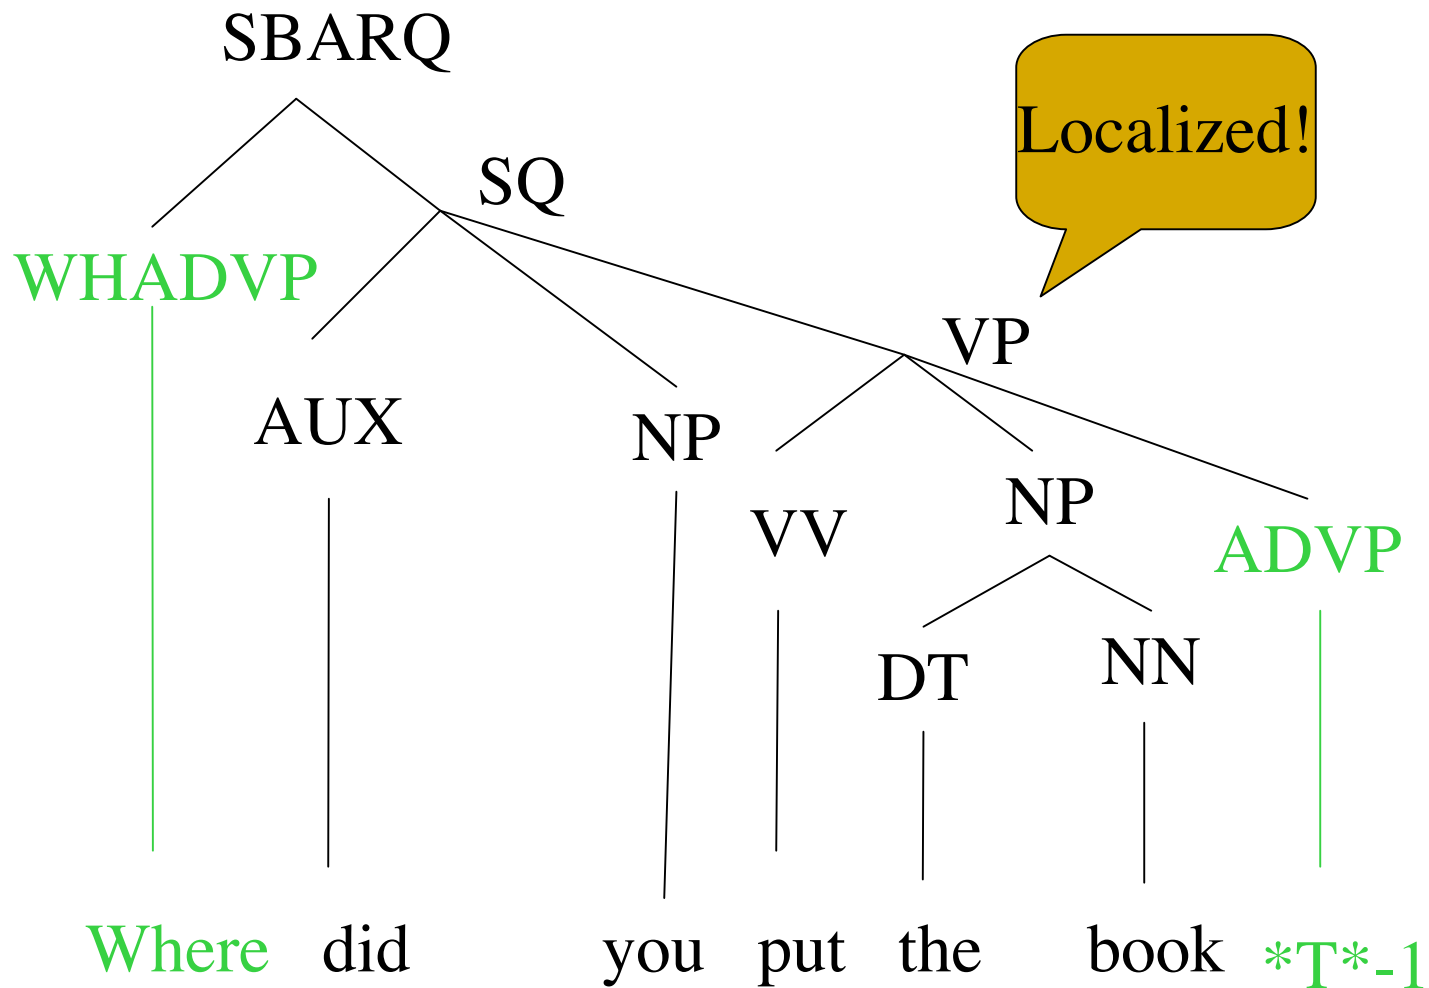 SBARQ
Localized!
SQ
WHADVP
VP
AUX
NP
NP
VV
ADVP
DT
NN
Where did you put the book *T*-1